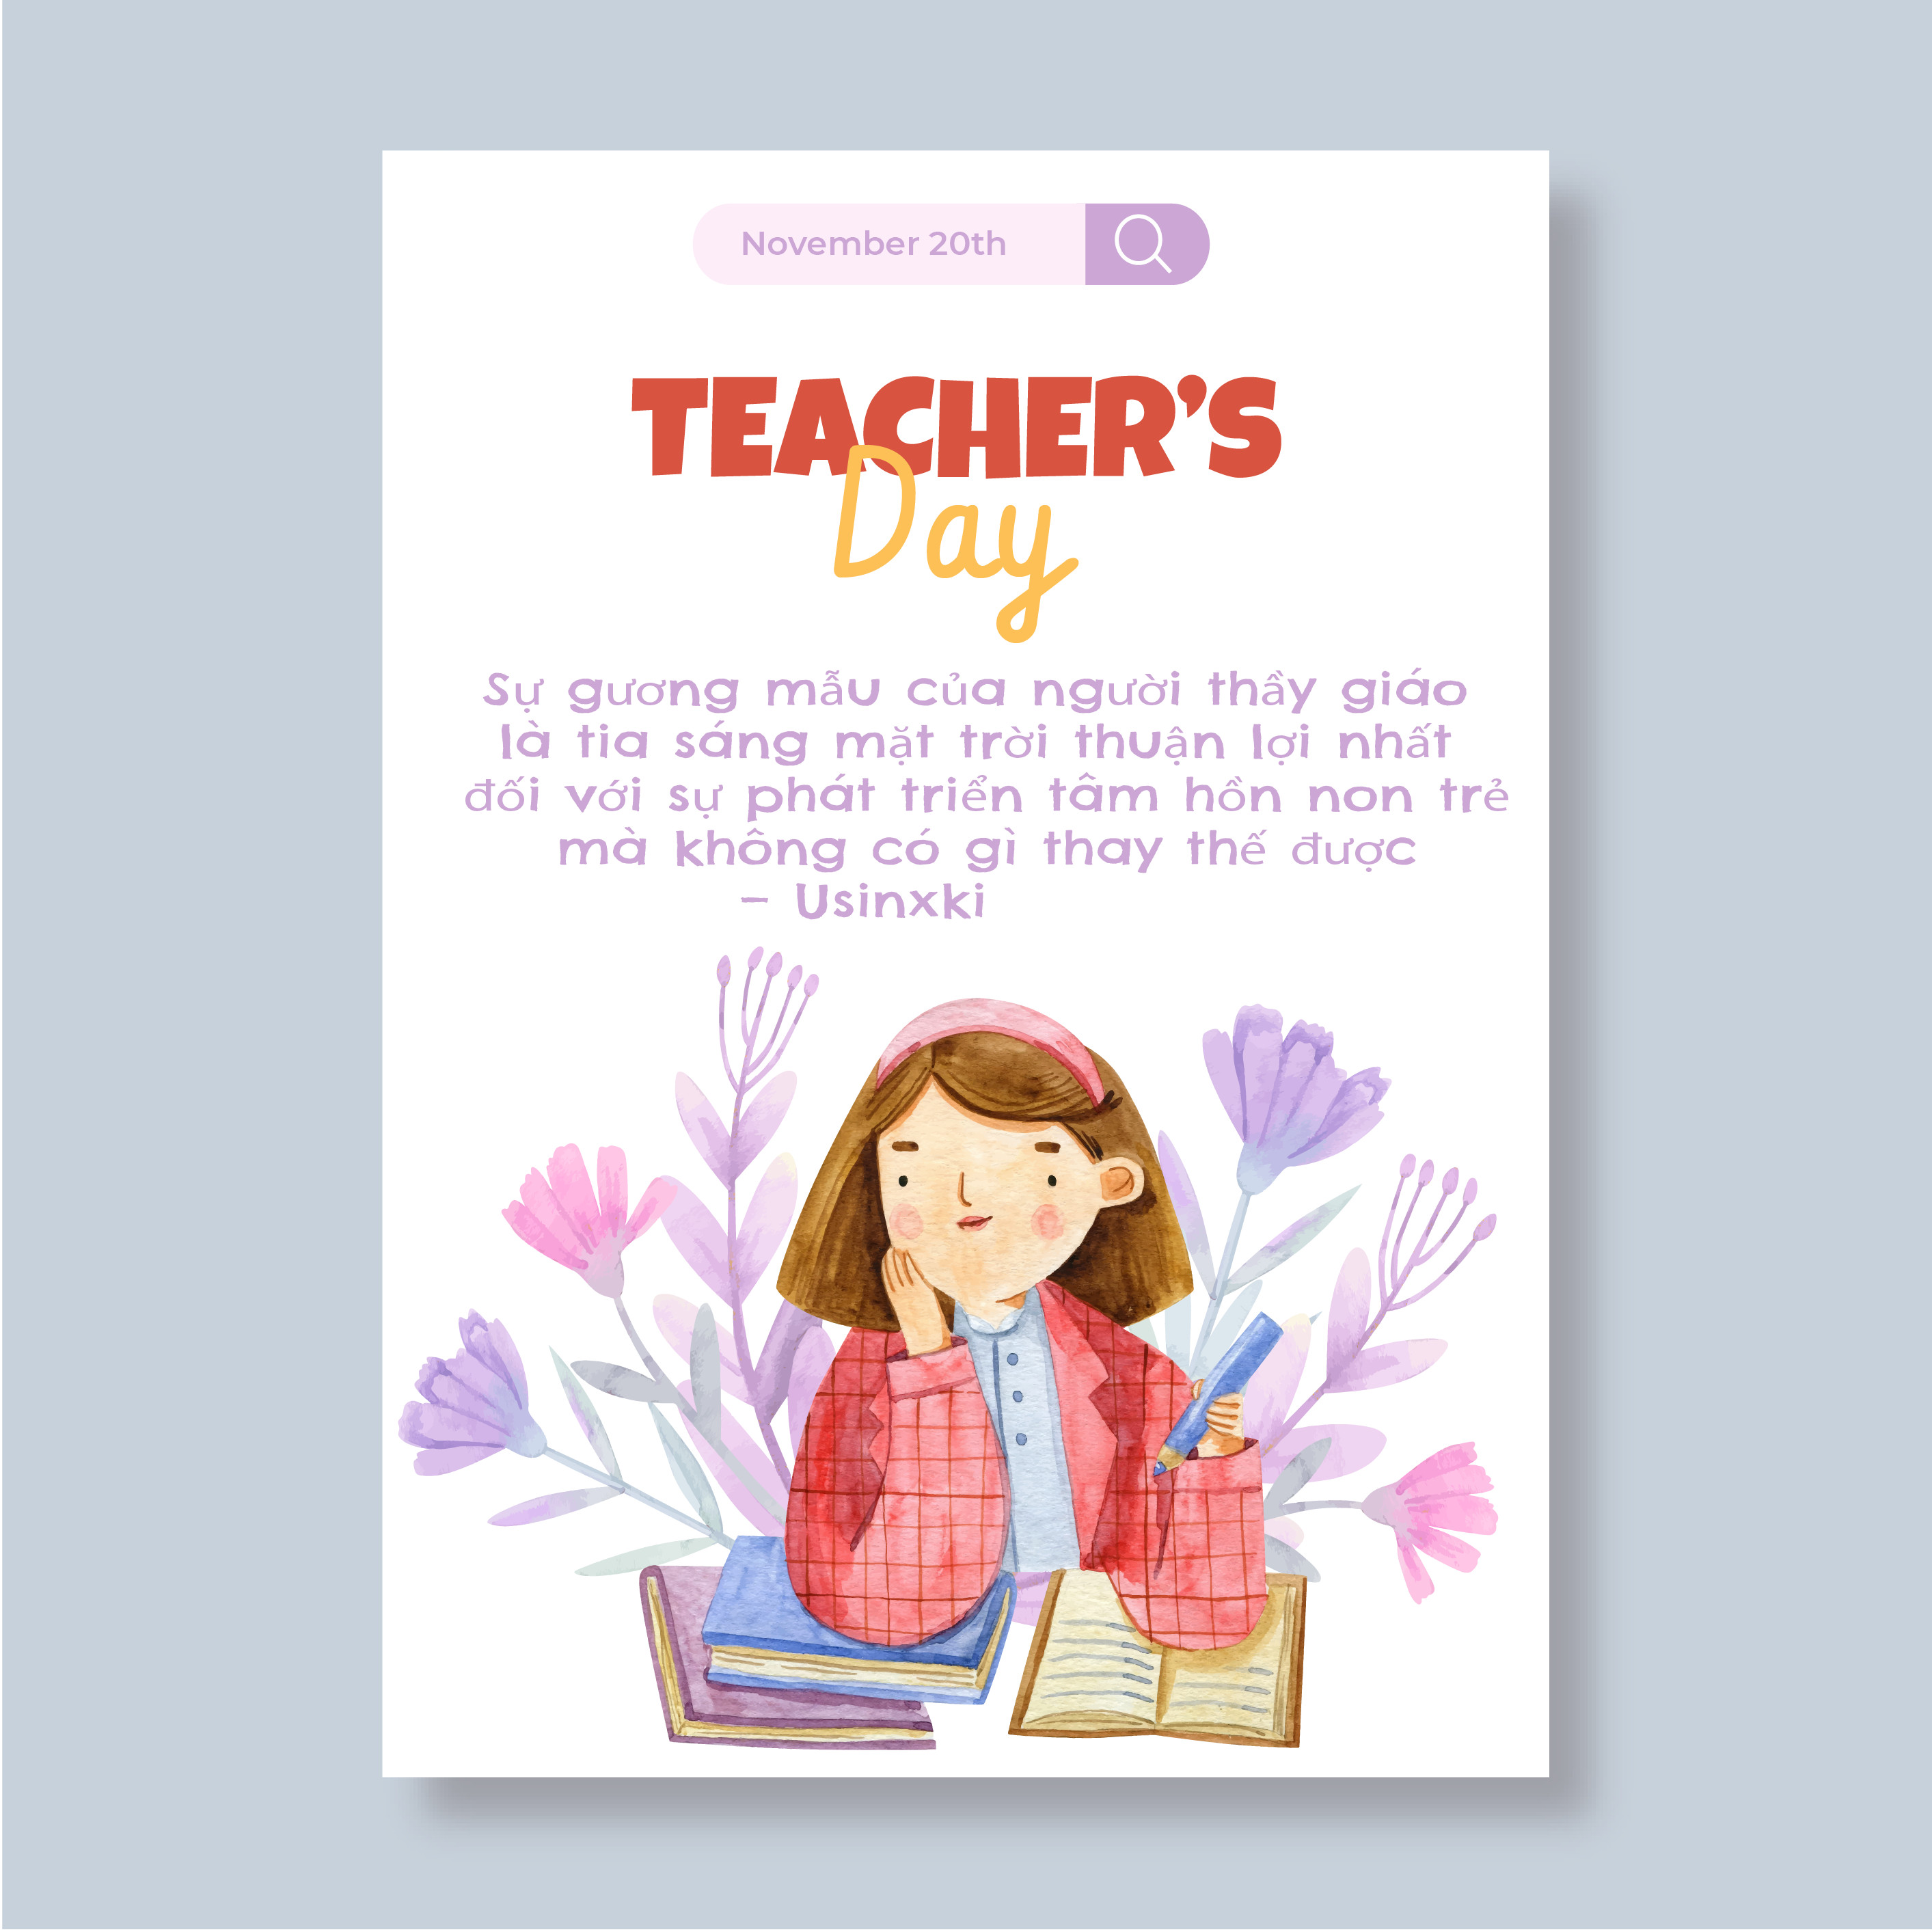 November 20th
TEACHER’S
Day
Sự gương mẫu của người thầy giáo
là tia sáng mặt trời thuận lợi nhất
đối với sự phát triển tâm hồn non trẻ
mà không có gì thay thế được
– Usinxki